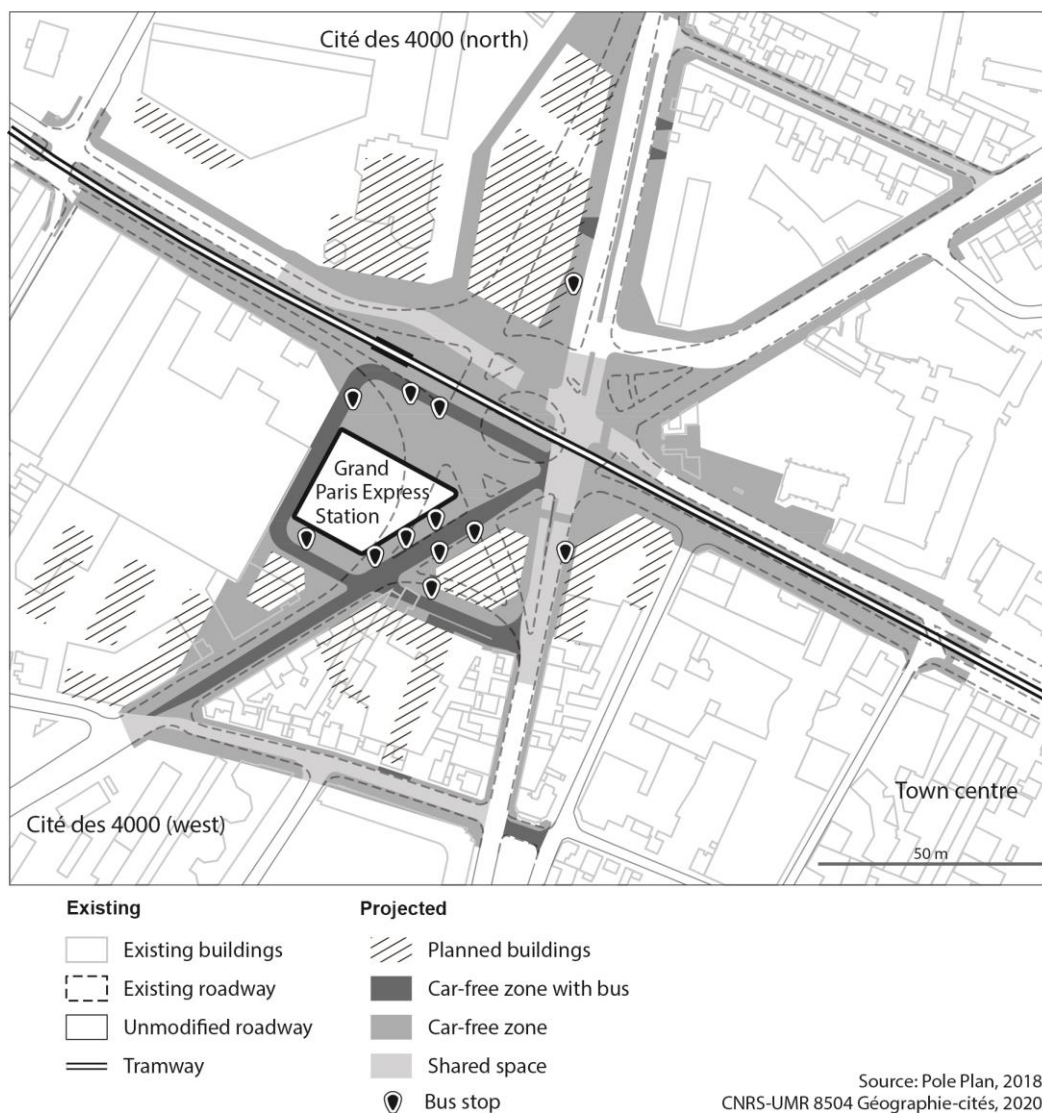 Cité des 4000 (north)
Grand
Paris Express
Station
Town centre
Cité des 4000 (west)
50 m
Existing
Existing buildings
Existing roadway
Unmodified roadway
Tramway
Projected
Planned buildings
Car-free zone with bus
Car-free zone
Shared space
Bus stop
Source: Pole Plan, 2018
CNRS-UMR 8504 Géographie-cités, 2020